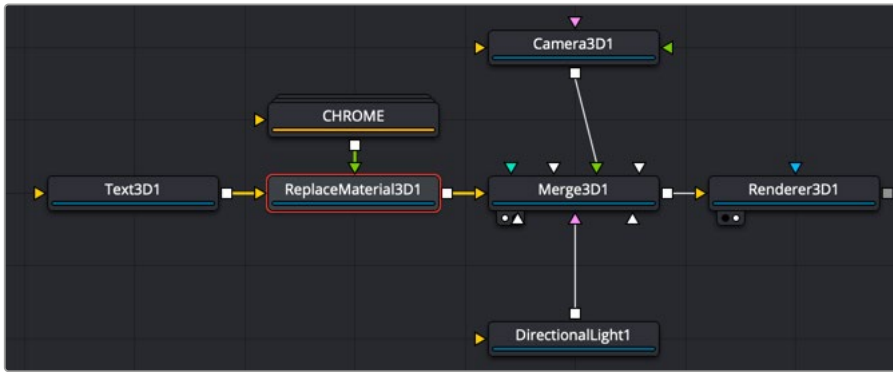 Camera3D1
CHROME
Text3D1
ReplaceMaterial3D1
Merge3D1
Renderer3D1
DirectionalLight1